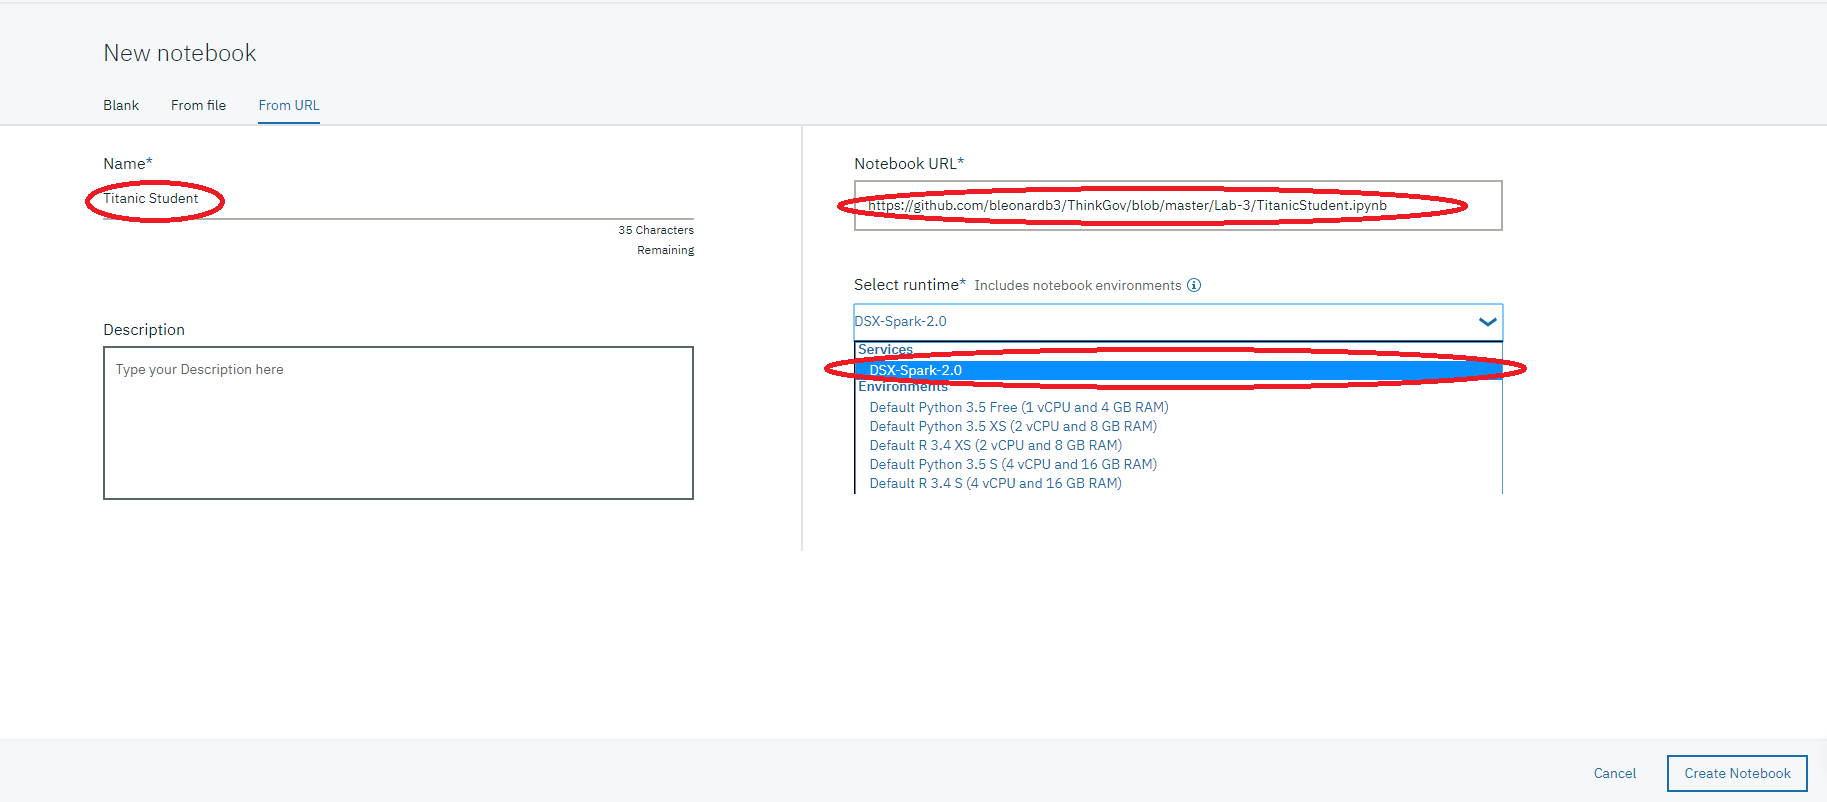 New notebook
Blank From file From URL
Name*
Titanic Student
35 Characters
Remaining
Description
Type your Description here
Notebook URL*
https://github.com/bleonardb3/ThinkGov/blob/master/Lab-3/TitanicStudent.ipynb
Select runtime* Includes notebook environments
DSX-Spark-2.0
Services
DSX-Spark-2.0
Environments
Default Python 3.5 Free (1 vCPU and 4 GB RAM)
Default Python 3.5 XS (2 vCPU and 8 GB RAM)
Default R 3.4 XS (2 vCPU and 8 GB RAM)
Default Python 3.5 S (4 vCPU and 16 GB RAM)
Default R 3.4 S (4 vCPU and 16 GB RAM)
Cancel Create Notebook